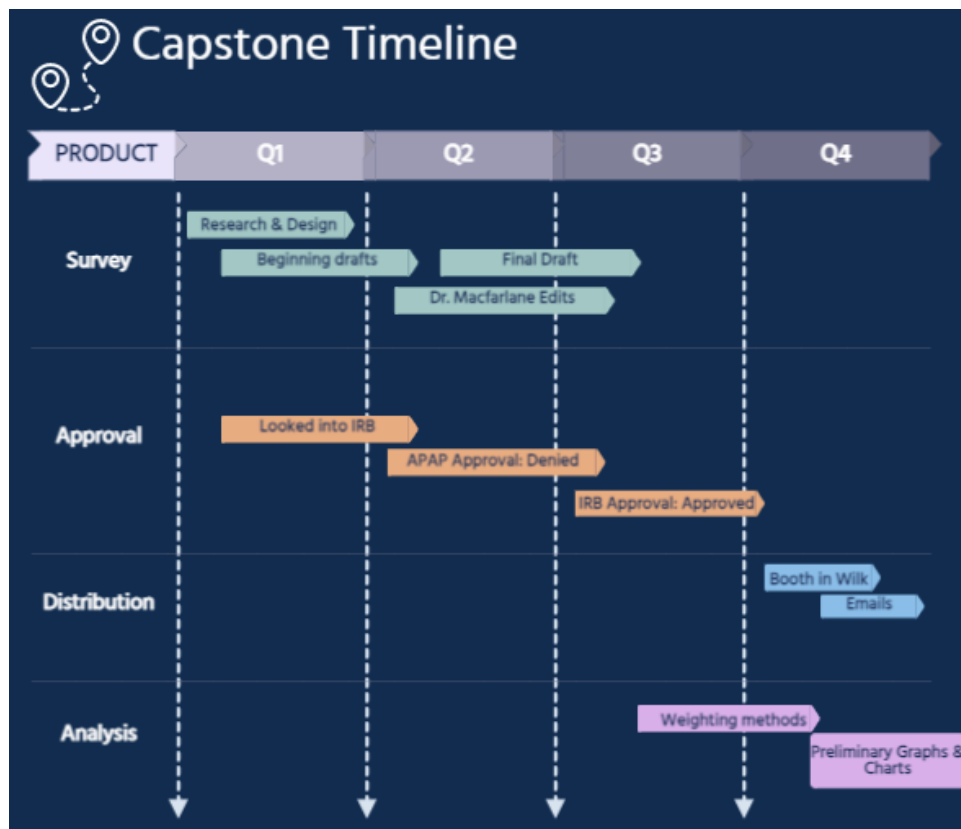 Capstone Timeline
PRODUCT Q1 Q2 Q3 Q4
Survey
Research & Design
Beginning drafts
Final Draft
Dr. Macfarlane Edits
Approval
Looked into IRB
APAP Approval: Denied
IRB Approval: Approved
Distribution
Booth in Wilk
Emails
Analysis
Weighting methods
Preliminary Graphs &
Charts